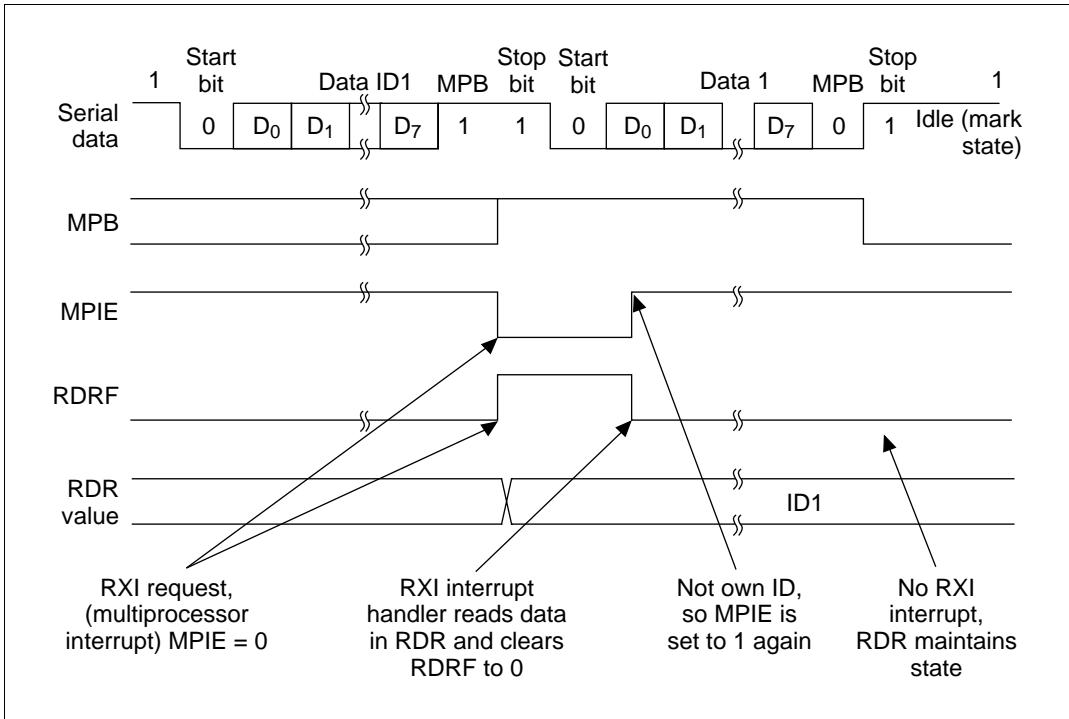 1 Start bit Data ID1 MPB Stop bit Start bit Data 1 MPB Stop bit 1
Serial data 0 D0 D1 D7 1 1 0 D0 D1 D7 0 1 Idle (mark state)
MPB
MPIE
RDRF
RDR value ID1
RXI request,
(multiprocessor
interrupt) MPIE = 0
RXI interrupt
handler reads data
in RDR and clears
RDRF to 0
Not own ID,
so MPIE is
set to 1 again
No RXI
interrupt,
RDR maintains
state